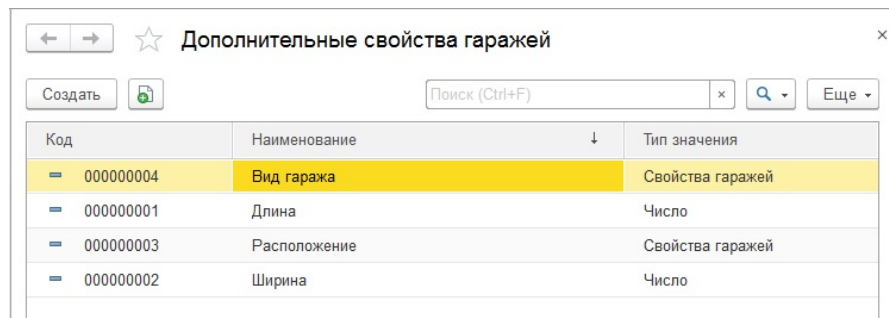 Дополнительные свойства гаражей
Создать Поиск (Ctrl+F) × Еще
Код Наименование ↓ Тип значения
000000004 Вид гаража Свойства гаражей
000000001 Длина Число
000000003 Расположение Свойства гаражей
000000002 Ширина Число